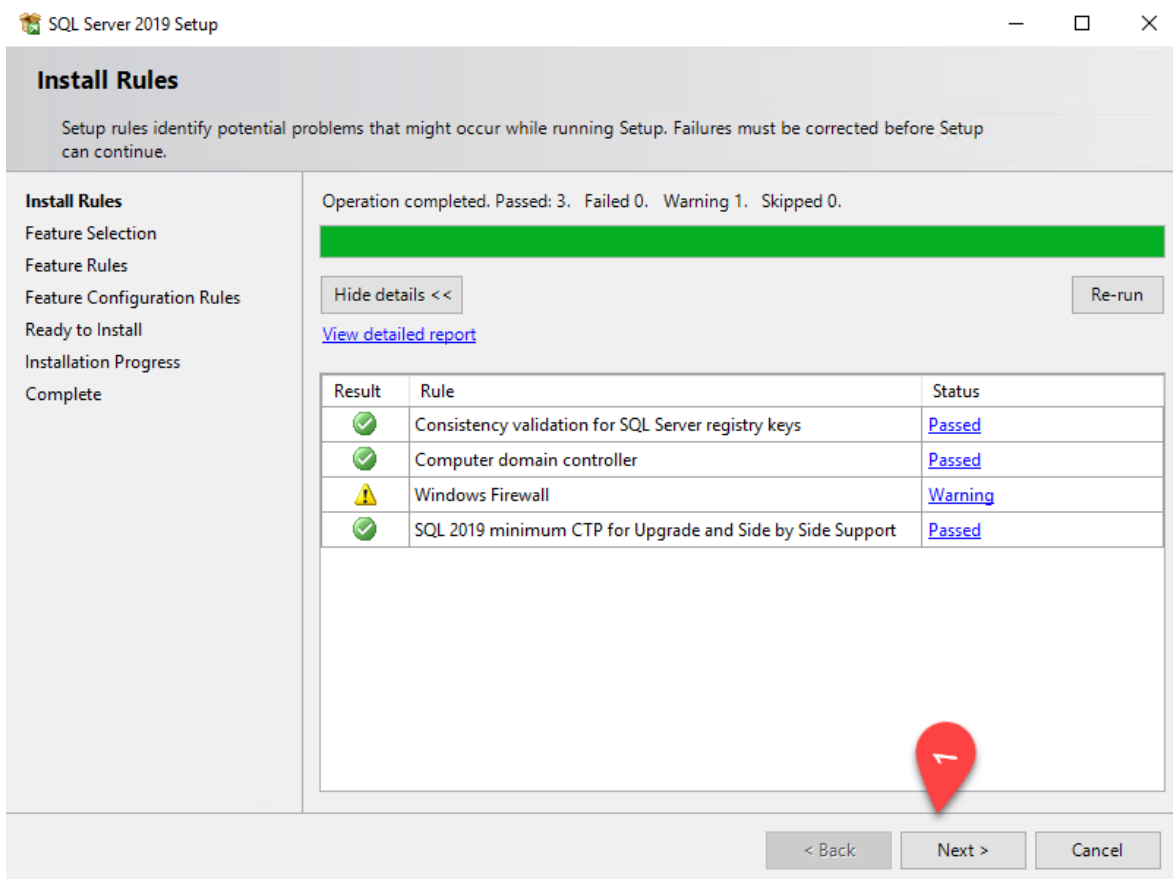 SQL Server 2019 Setup
Install Rules
Setup rules identify potential problems that might occur while running Setup. Failures must be corrected before Setup
can continue.
Install Rules
Feature Selection
Feature Rules
Feature Configuration Rules
Ready to Install
Installation Progress
Complete
Operation completed. Passed: 3.   Failed 0.   Warning 1.   Skipped 0.
Hide details <<
Re-run
View detailed report
Result Rule Status
Consistency validation for SQL Server registry keys Passed
Computer domain controller Passed
Windows Firewall Warning
SQL 2019 minimum CTP for Upgrade and Side by Side Support Passed
1
< Back Next > Cancel